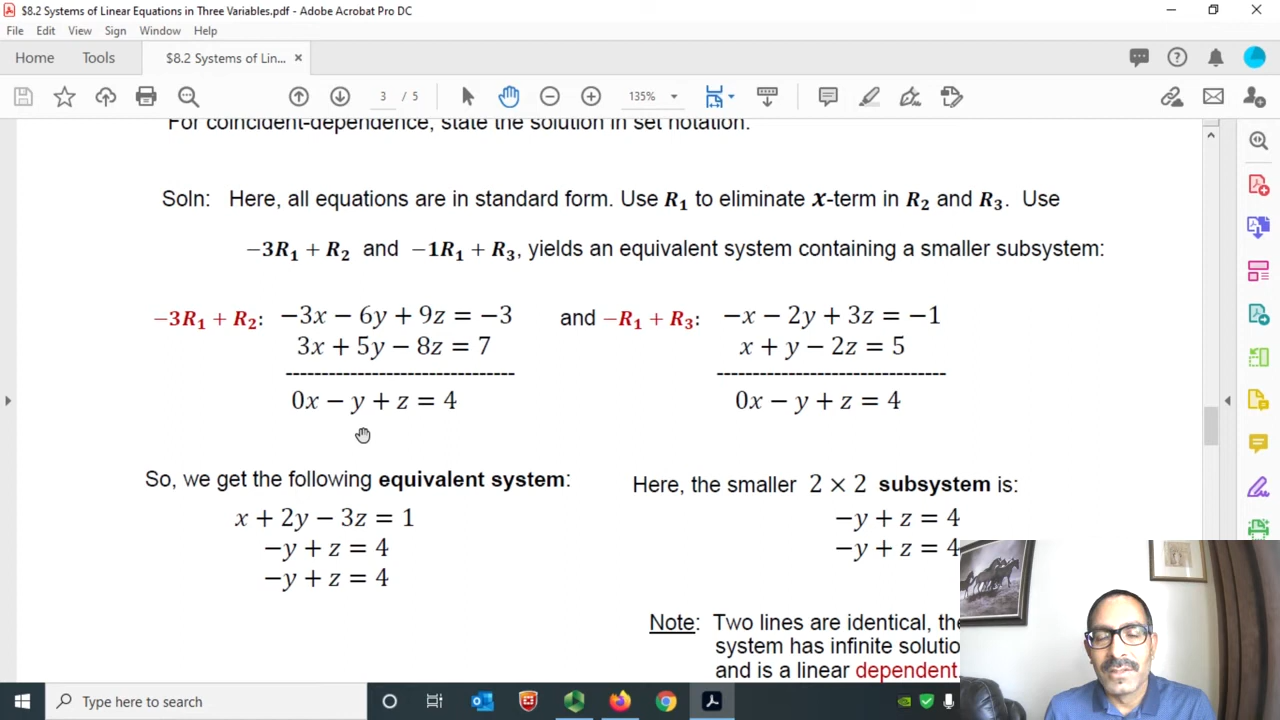 $8.2 Systems of Linear Equations in Three Variables.pdf - Adobe Acrobat Pro DC
File Edit View Sign Window Help
Home Tools $8.2 Systems of Lin... ×
3 / 5 135%
For coincident-dependence, state the solution in set notation.
Soln: Here, all equations are in standard form. Use R₁ to eliminate x-term in R₂ and R₃. Use
−3R₁ + R₂ and −1R₁ + R₃, yields an equivalent system containing a smaller subsystem:
−3R₁ + R₂: −3x − 6y + 9z = −3 and −R₁ + R₃: −x − 2y + 3z = −1
3x + 5y − 8z = 7 x + y − 2z = 5
-------------------------------- --------------------------------
0x − y + z = 4 0x − y + z = 4
So, we get the following equivalent system: Here, the smaller 2 × 2 subsystem is:
x + 2y − 3z = 1 −y + z = 4
−y + z = 4 −y + z = 4
−y + z = 4
Note: Two lines are identical, the
system has infinite solutio
and is a linear dependent
Type here to search